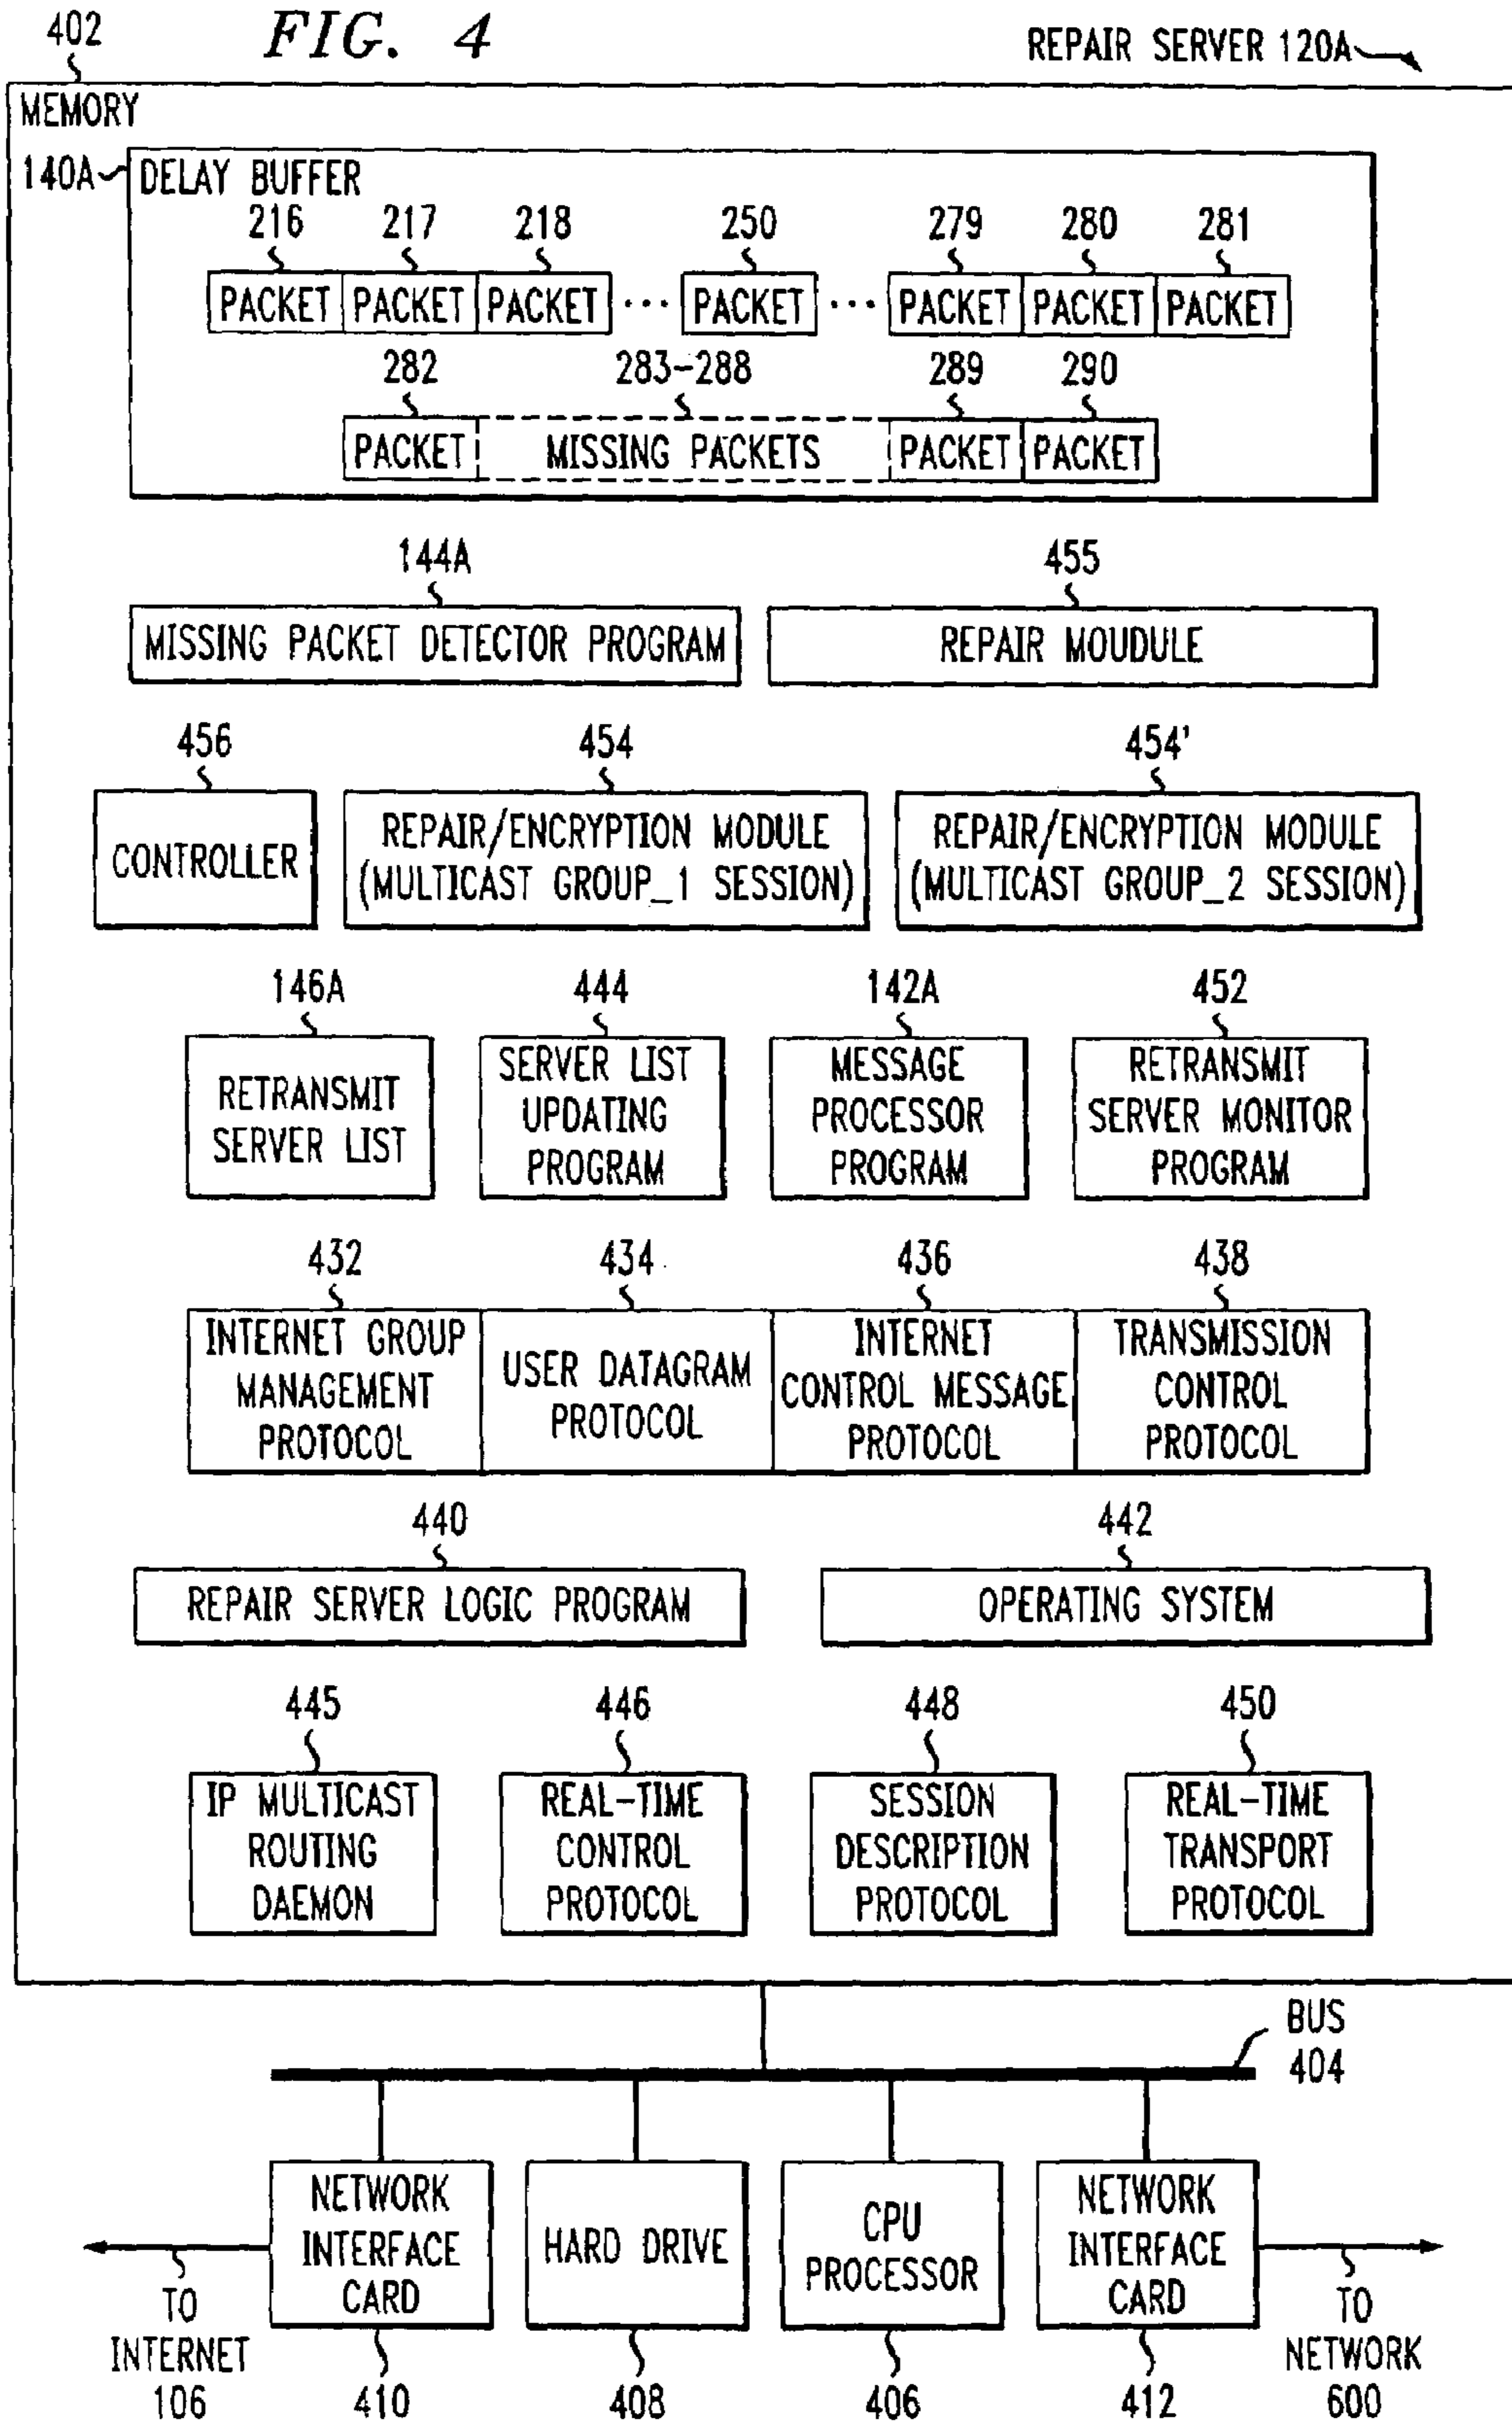 FIG. 4
402
REPAIR SERVER 120A
MEMORY
140A
DELAY BUFFER
216 217 218 250 279 280 281
PACKET PACKET PACKET ... PACKET ... PACKET PACKET PACKET
282 283-288 289 290
PACKET MISSING PACKETS PACKET PACKET
144A 455
MISSING PACKET DETECTOR PROGRAM
REPAIR MOUDULE
456 454 454'
CONTROLLER
REPAIR/ENCRYPTION MODULE
(MULTICAST GROUP_1 SESSION)
REPAIR/ENCRYPTION MODULE
(MULTICAST GROUP_2 SESSION)
146A 444 142A 452
RETRANSMIT
SERVER LIST
SERVER LIST
UPDATING
PROGRAM
MESSAGE
PROCESSOR
PROGRAM
RETRANSMIT
SERVER MONITOR
PROGRAM
432 434 436 438
INTERNET GROUP
MANAGEMENT
PROTOCOL
USER DATAGRAM
PROTOCOL
INTERNET
CONTROL MESSAGE
PROTOCOL
TRANSMISSION
CONTROL
PROTOCOL
440 442
REPAIR SERVER LOGIC PROGRAM
OPERATING SYSTEM
445 446 448 450
IP MULTICAST
ROUTING
DAEMON
REAL-TIME
CONTROL
PROTOCOL
SESSION
DESCRIPTION
PROTOCOL
REAL-TIME
TRANSPORT
PROTOCOL
BUS
404
NETWORK
INTERFACE
CARD
HARD DRIVE
CPU
PROCESSOR
NETWORK
INTERFACE
CARD
TO
INTERNET
106
410 408 406 412
TO
NETWORK
600